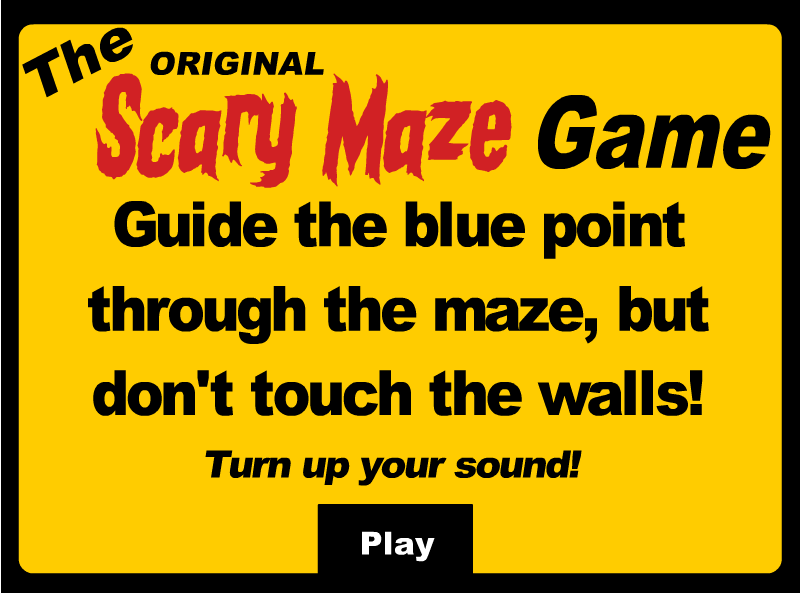 The ORIGINAL
Scary Maze Game
Guide the blue point
through the maze, but
don't touch the walls!
Turn up your sound!
Play